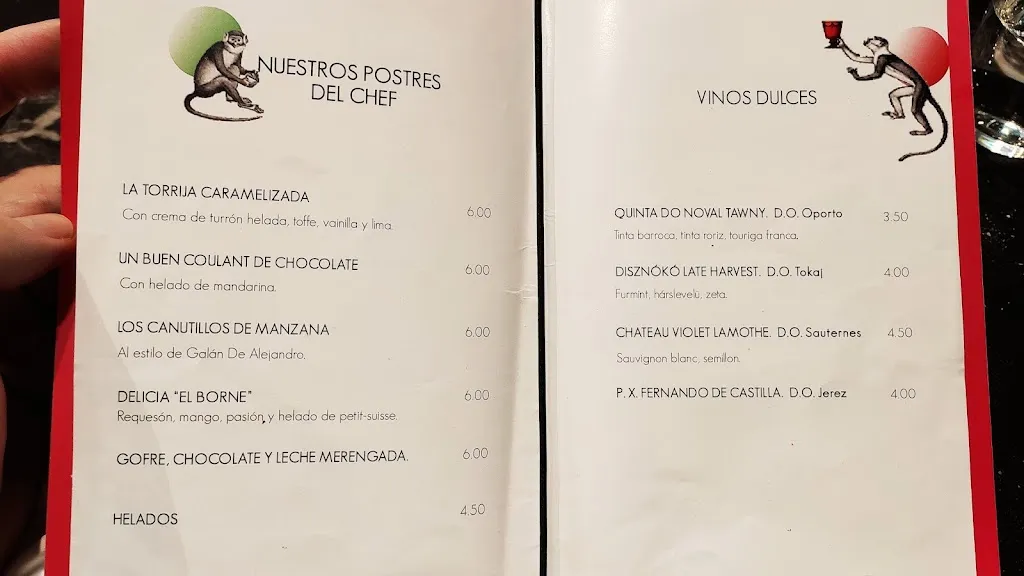 NUESTROS POSTRES
DEL CHEF
LA TORRIJA CARAMELIZADA
Con crema de turrón helada, toffe, vainilla y lima. 6.00
UN BUEN COULANT DE CHOCOLATE 6.00
Con helado de mandarina.
LOS CANUTILLOS DE MANZANA 6.00
Al estilo de Galán De Alejandro.
DELICIA "EL BORNE" 6.00
Requesón, mango, pasión y helado de petit-suisse.
GOFRE, CHOCOLATE Y LECHE MERENGADA. 6.00
HELADOS 4.50
VINOS DULCES
QUINTA DO NOVAL TAWNY. D.O. Oporto 3.50
Tinta barroca, tinta roriz, touriga franca.
DISZNÓKÓ LATE HARVEST. D.O. Tokaj 4.00
Furmint, hárslevelü, zeta.
CHATEAU VIOLET LAMOTHE. D.O. Sauternes 4.50
Sauvignon blanc, semillon.
P. X. FERNANDO DE CASTILLA. D.O. Jerez 4.00